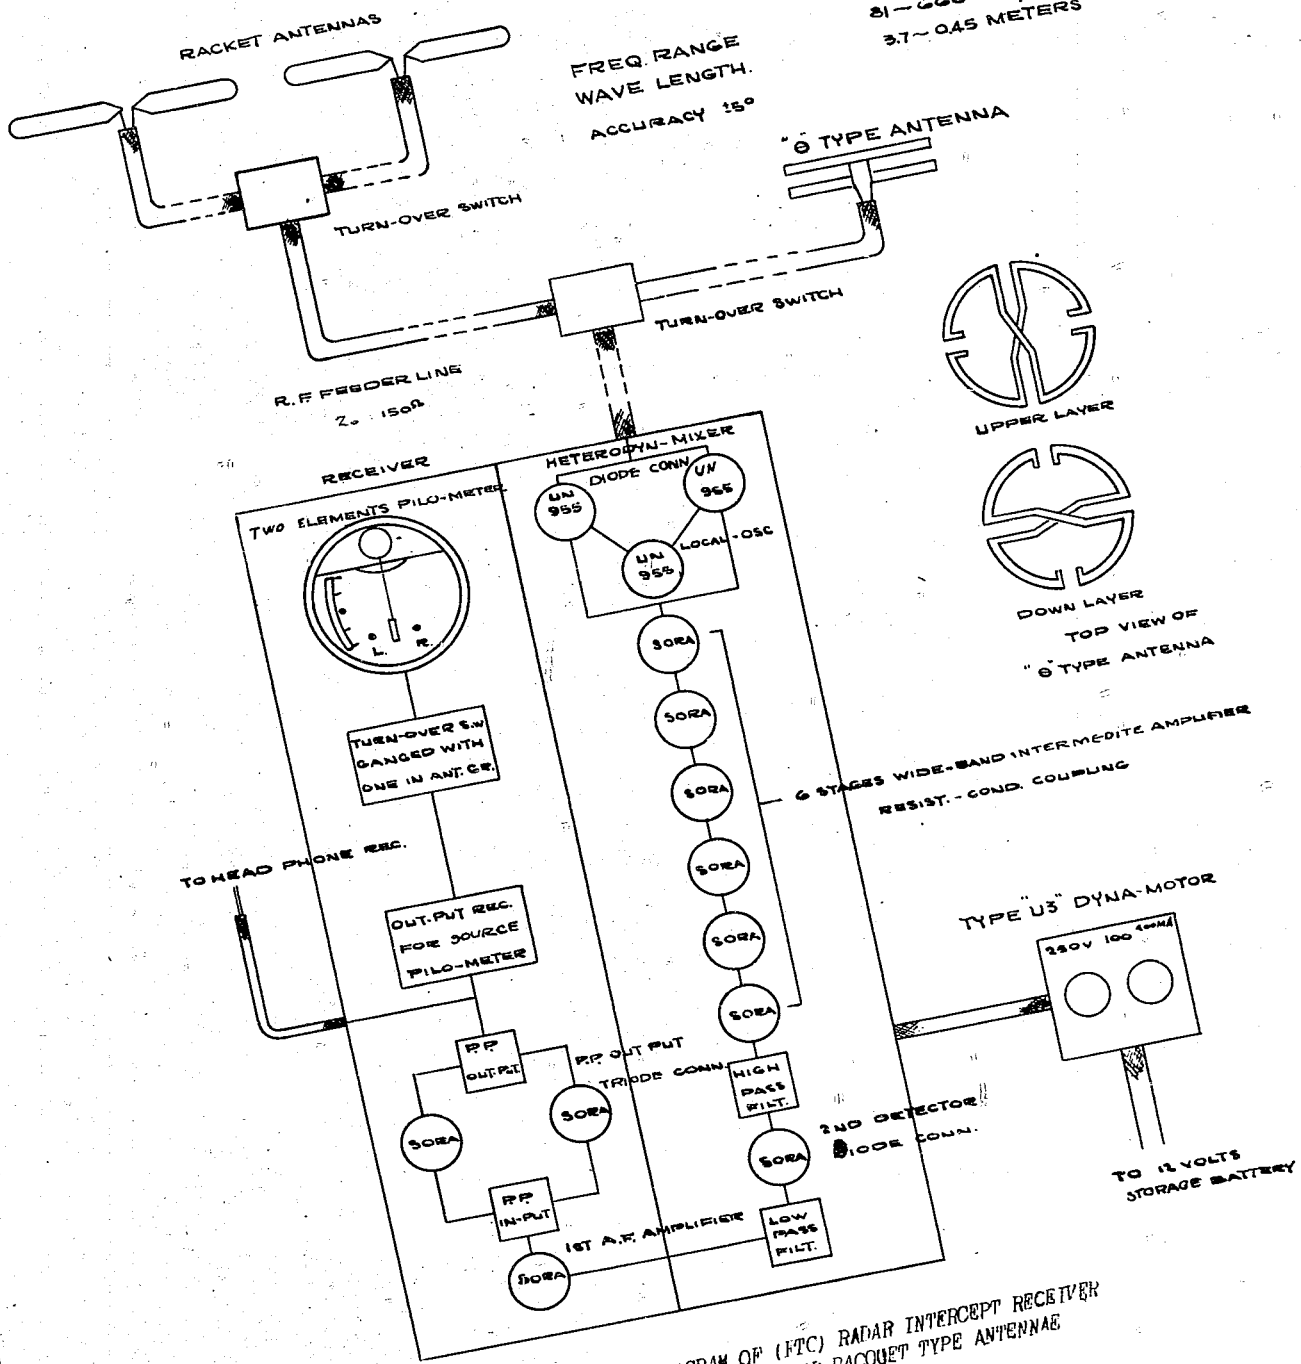 RACKET ANTENNAS
FREQ. RANGE
WAVE LENGTH.
ACCURACY ±5°
3.7~0.45 METERS
"Θ" TYPE ANTENNA
TURN-OVER SWITCH
TURN-OVER SWITCH
R.F. FEEDER LINE
Z₀ 150Ω
UPPER LAYER
DOWN LAYER
TOP VIEW OF
"Θ" TYPE ANTENNA
RECEIVER
HETERODYN-MIXER
TWO ELEMENTS PILO-METER
L. R.
DIODE CONN.
UN
955
UN
955
UN
955
LOCAL-OSC
SORA
SORA
SORA
SORA
SORA
SORA
6 STAGES WIDE-BAND INTERMEDITE AMPLIFIER
RESIST.-COND. COUPLING
TURN-OVER S.W
GANGED WITH
ONE IN ANT. CR.
TO HEAD PHONE REC.
OUT.PUT REC.
FOR SOURCE
PILO-METER
TYPE "U3" DYNA-MOTOR
250V 100 400MA
TO 12 VOLTS
STORAGE BATTERY
P.P.
OUT.PUT
P.P. OUT PUT
TRIODE CONN.
SORA
SORA
P.P.
IN-PUT
HIGH
PASS
FILT.
2ND DETECTOR
DIODE CONN.
SORA
LOW
PASS
FILT.
1ST A.F. AMPLIFIER
SORA
OF (FTC) RADAR INTERCEPT RECEIVER
RACQUET TYPE ANTENNAE